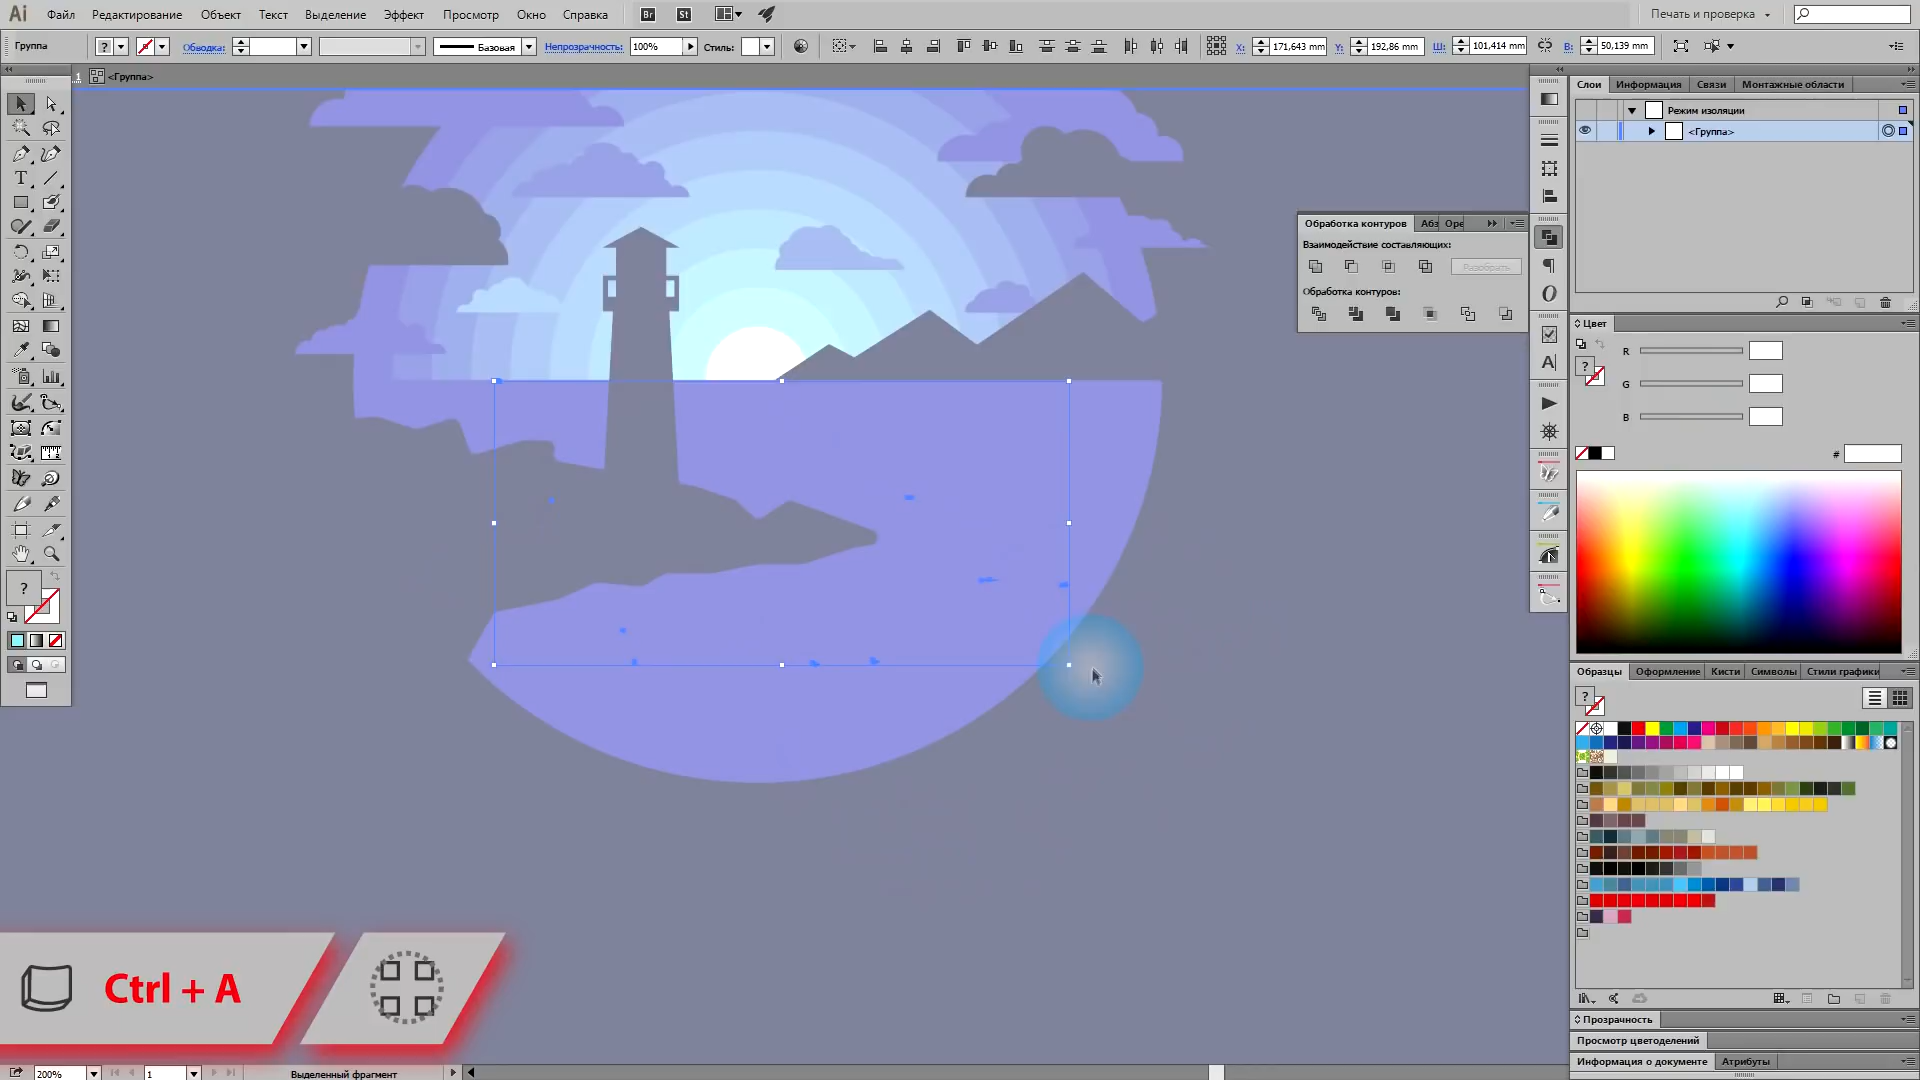 Ai Файл Редактирование Объект Текст Выделение Эффект Просмотр Окно Справка Br St Печать и проверка
Группа ? Обводка: Базовая Непрозрачность: 100% Стиль: X: 171,643 mm Y: 192,86 mm Ш: 101,414 mm В: 50,139 mm
1 <Группа>
Слои Информация Связи Монтажные области
Режим изоляции
<Группа>
Обработка контуров
Взаимодействие составляющих:
Разобрать
Обработка контуров:
Цвет
R
G
B
#
?
Образцы Оформление Кисти Символы Стили графики
?
?
Ctrl + A
Прозрачность
Просмотр цветоделений
Информация о документе Атрибуты
200% 1 Выделенный фрагмент